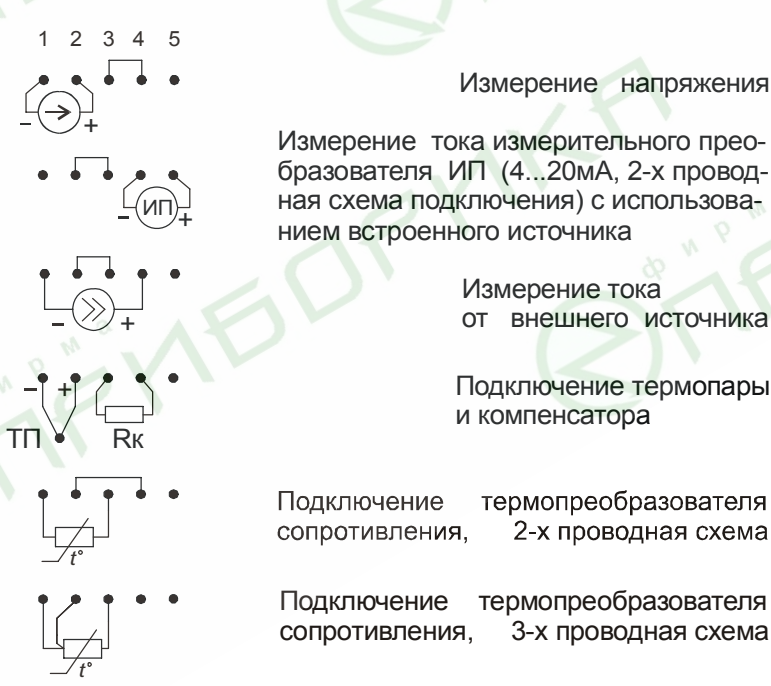 1 2 3 4 5
- +
Измерение напряжения
ИП
- +
Измерение тока измерительного прео-
бразователя ИП (4...20мА, 2-х провод-
ная схема подключения) с использова-
нием встроенного источника
- +
Измерение тока
от внешнего источника
- +
ТП Rк
Подключение термопары
и компенсатора
t°
Подключение термопреобразователя
сопротивления, 2-х проводная схема
t°
Подключение термопреобразователя
сопротивления, 3-х проводная схема
фирма
ПРИБОРИКА